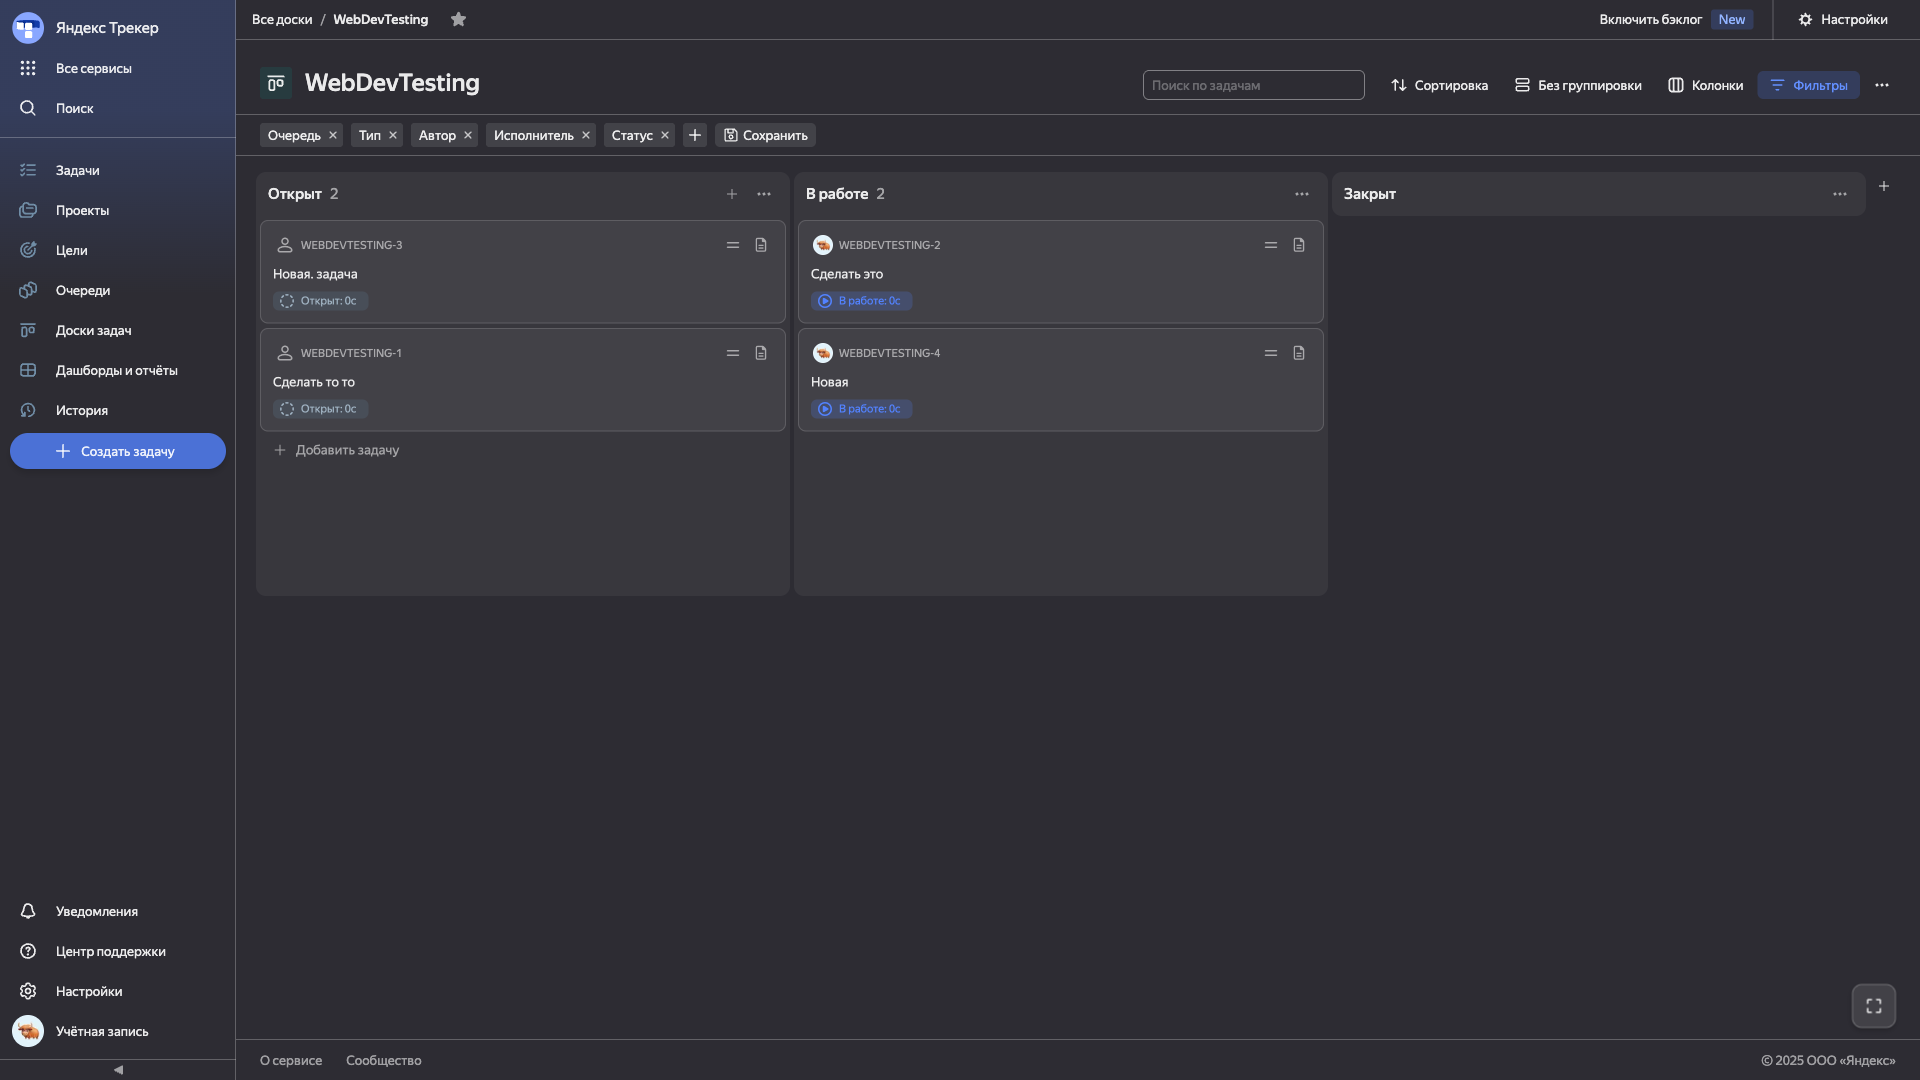 Яндекс Трекер
Все сервисы
Поиск
Задачи
Проекты
Цели
Очереди
Доски задач
Дашборды и отчёты
История
Создать задачу
Уведомления
Центр поддержки
Настройки
Учётная запись
Все доски / WebDevTesting
Включить бэклог New
Настройки
WebDevTesting
Поиск по задачам
Сортировка
Без группировки
Колонки
Фильтры
Очередь
Тип
Автор
Исполнитель
Статус
Сохранить
Открыт 2
WEBDEVTESTING-3
Новая. задача
Открыт: 0с
WEBDEVTESTING-1
Сделать то то
Открыт: 0с
Добавить задачу
В работе 2
WEBDEVTESTING-2
Сделать это
В работе: 0с
WEBDEVTESTING-4
Новая
В работе: 0с
Закрыт
О сервисе
Сообщество
© 2025 ООО «Яндекс»